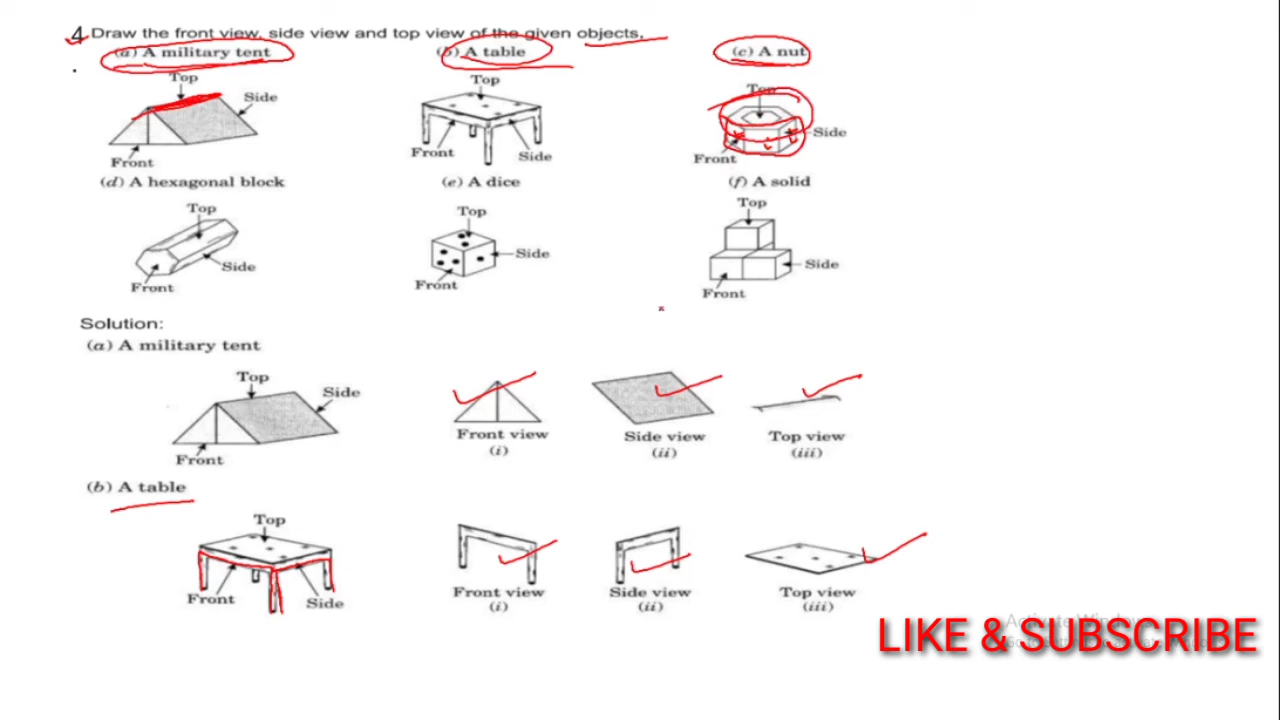 4 Draw the front view, side view and top view of the given objects.
. (a) A military tent (b) A table (c) A nut
Top Side Front
Top Front Side
Top Side Front
(d) A hexagonal block (e) A dice (f) A solid
Top Side Front
Top Side Front
Top Side Front
Solution:
(a) A military tent
Top Side Front
Front view Side view Top view
(i) (ii) (iii)
(b) A table
Top Front Side
Front view Side view Top view
(i) (ii) (iii)
LIKE & SUBSCRIBE